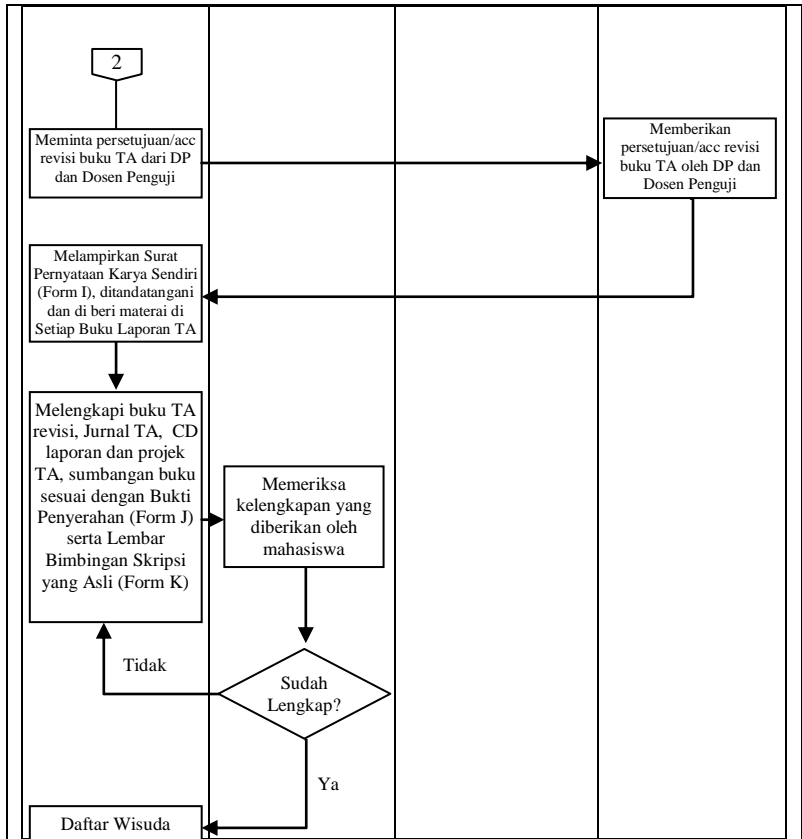 2
Meminta persetujuan/acc
revisi buku TA dari DP
dan Dosen Penguji
Memberikan
persetujuan/acc revisi
buku TA oleh DP dan
Dosen Penguji
Melampirkan Surat
Pernyataan Karya Sendiri
(Form I), ditandatangani
dan di beri materai di
Setiap Buku Laporan TA
Melengkapi buku TA
revisi, Jurnal TA, CD
laporan dan projek
TA, sumbangan buku
sesuai dengan Bukti
Penyerahan (Form J)
serta Lembar
Bimbingan Skripsi
yang Asli (Form K)
Memeriksa
kelengkapan yang
diberikan oleh
mahasiswa
Tidak
Sudah
Lengkap?
Ya
Daftar Wisuda